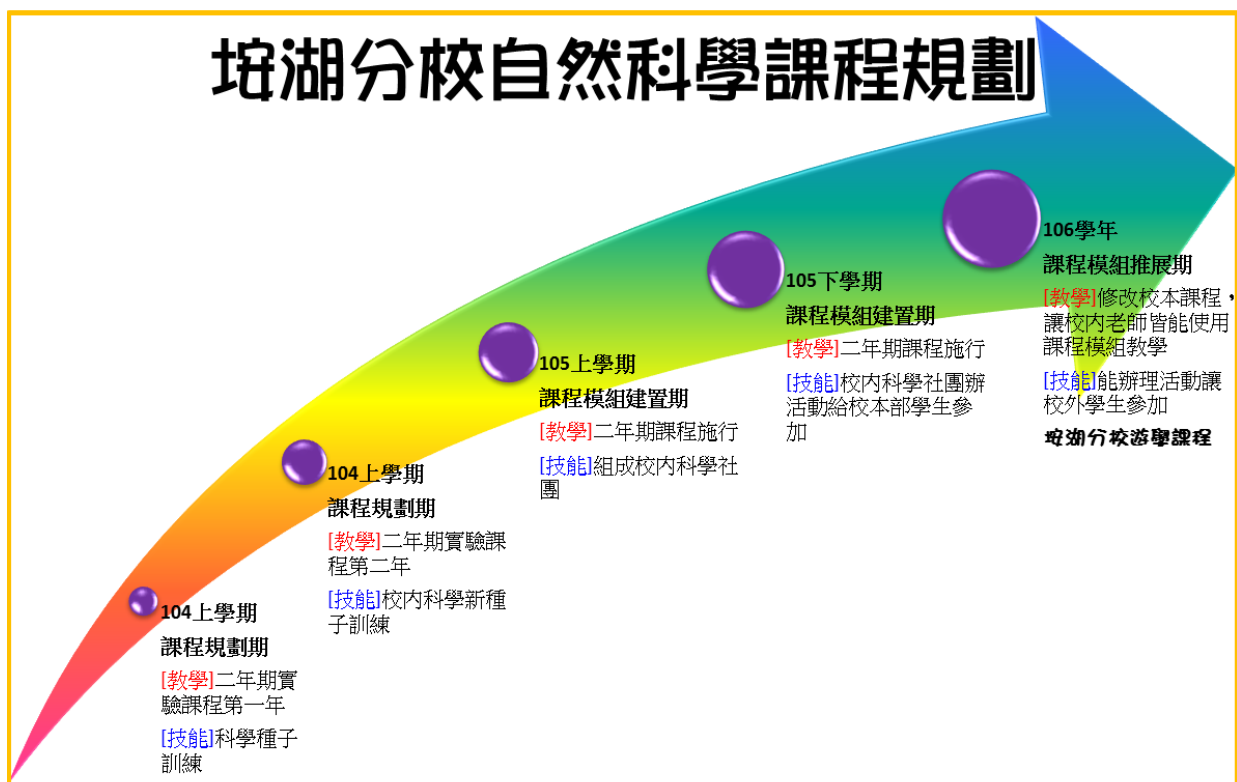 垵湖分校自然科學課程規劃
104上學期
課程規劃期
[教學]二年期實
驗課程第一年
[技能]科學種子
訓練
104上學期
課程規劃期
[教學]二年期實驗課
程第二年
[技能]校內科學新種
子訓練
105上學期
課程模組建置期
[教學]二年期課程施行
[技能]組成校內科學社
團
105下學期
課程模組建置期
[教學]二年期課程施行
[技能]校內科學社團辦
活動給校本部學生參
加
106學年
課程模組推展期
[教學]修改校本課程，
讓校內老師皆能使用
課程模組教學
[技能]能辦理活動讓
校外學生參加
垵湖分校遊學課程